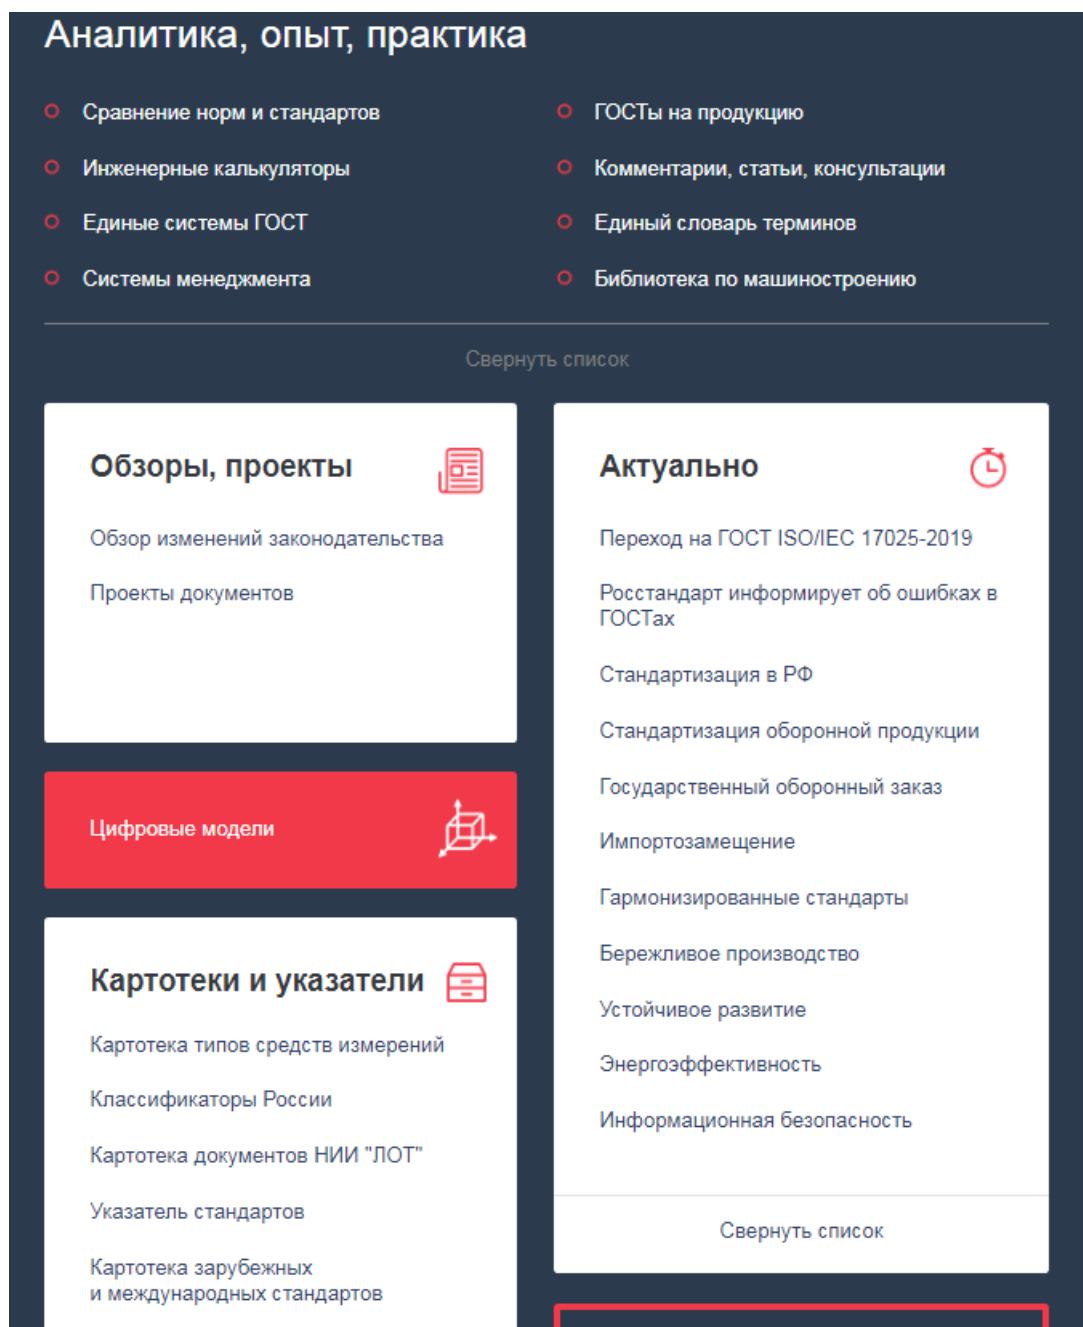 Аналитика, опыт, практика
Сравнение норм и стандартов
Инженерные калькуляторы
Единые системы ГОСТ
Системы менеджмента
ГОСТы на продукцию
Комментарии, статьи, консультации
Единый словарь терминов
Библиотека по машиностроению
Свернуть список
Обзоры, проекты
Обзор изменений законодательства
Проекты документов
Цифровые модели
Картотеки и указатели
Картотека типов средств измерений
Классификаторы России
Картотека документов НИИ "ЛОТ"
Указатель стандартов
Картотека зарубежных
и международных стандартов
Актуально
Переход на ГОСТ ISO/IEC 17025-2019
Росстандарт информирует об ошибках в
ГОСТах
Стандартизация в РФ
Стандартизация оборонной продукции
Государственный оборонный заказ
Импортозамещение
Гармонизированные стандарты
Бережливое производство
Устойчивое развитие
Энергоэффективность
Информационная безопасность
Свернуть список